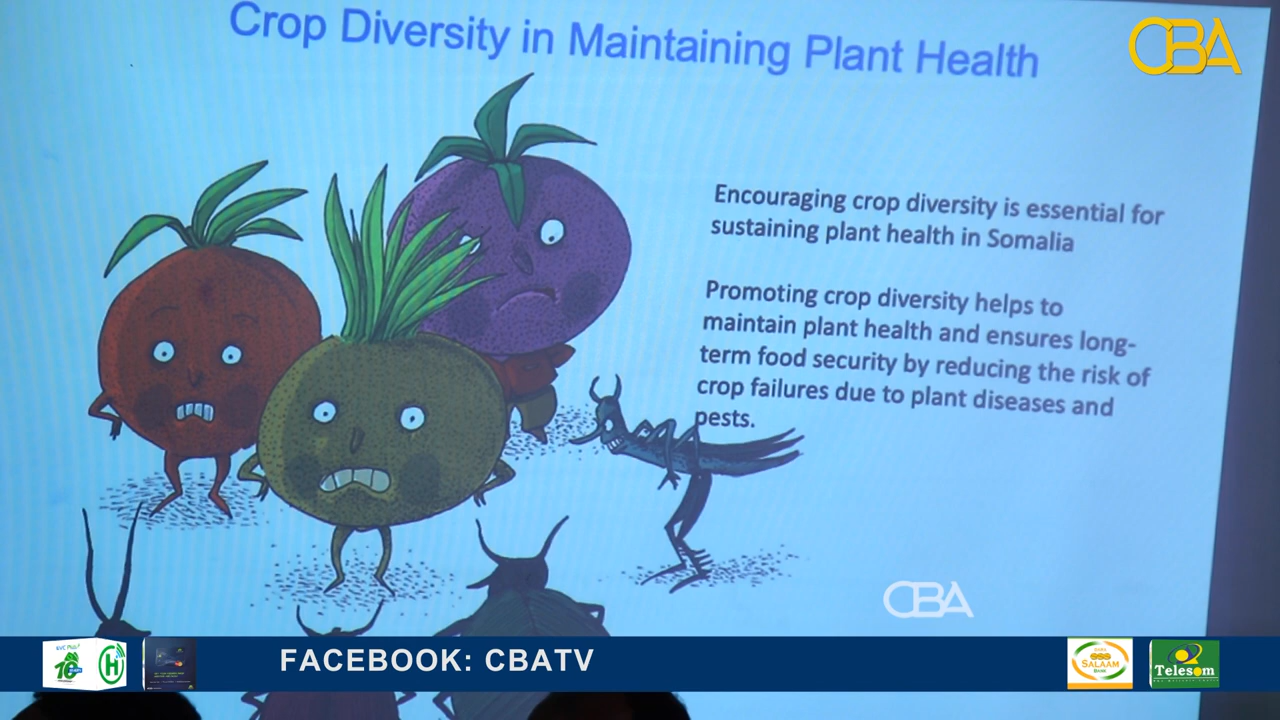 Crop Diversity in Maintaining Plant Health
CBA
Encouraging crop diversity is essential for
sustaining plant health in Somalia
Promoting crop diversity helps to
maintain plant health and ensures long-
term food security by reducing the risk of
crop failures due to plant diseases and
pests.
CBA
FACEBOOK: CBATV
SALAAM
BANK
Telesom